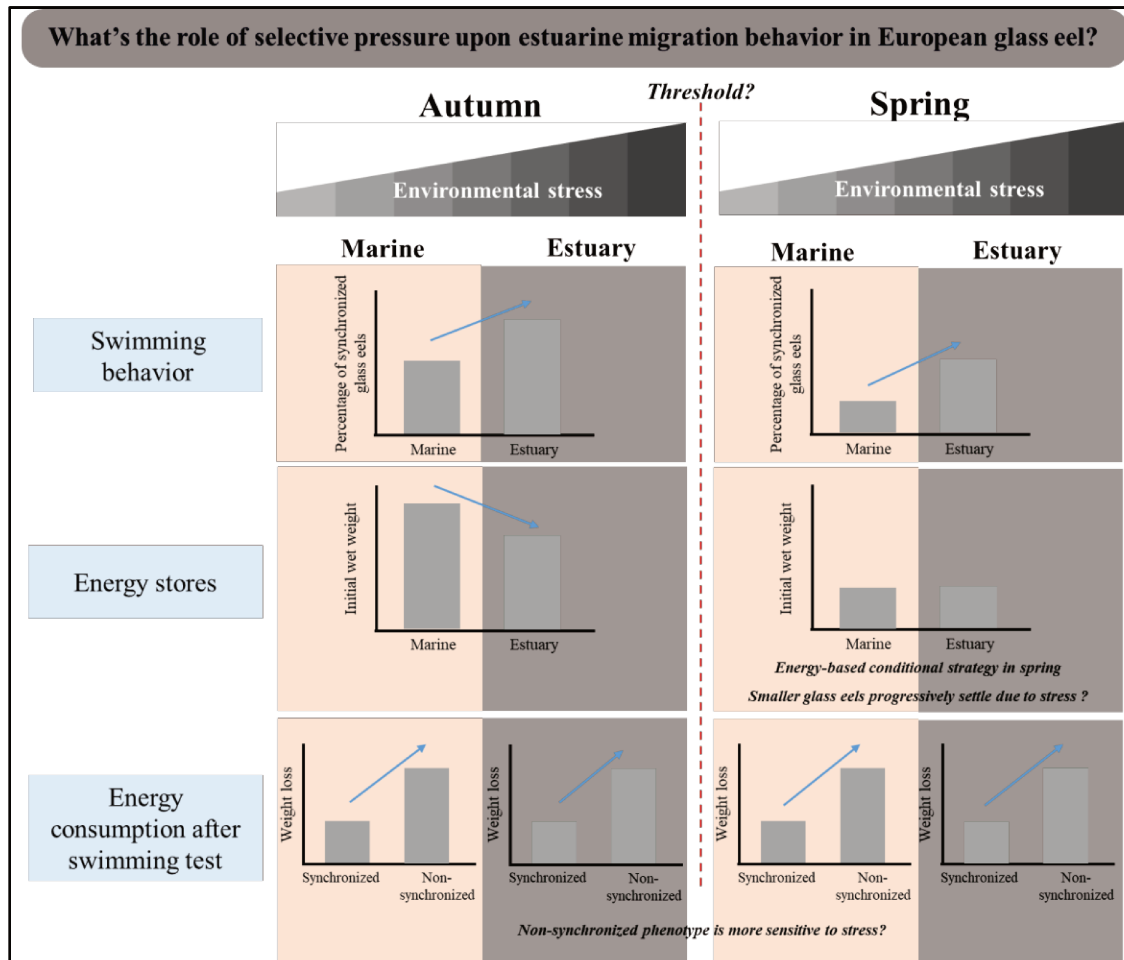 What's the role of selective pressure upon estuarine migration behavior in European glass eel?
Threshold?
Autumn
Spring
Environmental stress
Environmental stress
Marine
Estuary
Marine
Estuary
Swimming
behavior
Percentage of synchronized
glass eels
Marine
Estuary
Percentage of synchronized
glass eels
Marine
Estuary
Energy stores
Initial wet weight
Marine
Estuary
Initial wet weight
Marine
Estuary
Energy-based conditional strategy in spring
Smaller glass eels progressively settle due to stress ?
Energy
consumption after
swimming test
Weight loss
Synchronized
Non-
synchronized
Weight loss
Synchronized
Non-
synchronized
Weight loss
Synchronized
Non-
synchronized
Weight loss
Synchronized
Non-
synchronized
Non-synchronized phenotype is more sensitive to stress?